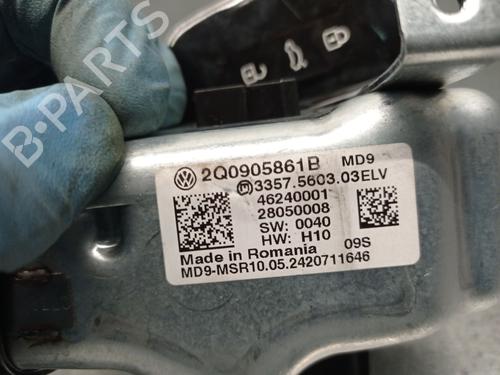 2Q0905861B MD9
3357.5603.03ELV
46240001
28050008
SW: 0040
HW: H10 09S
Made in Romania
MD9-MSR10.05.2420711646
B-PARTS